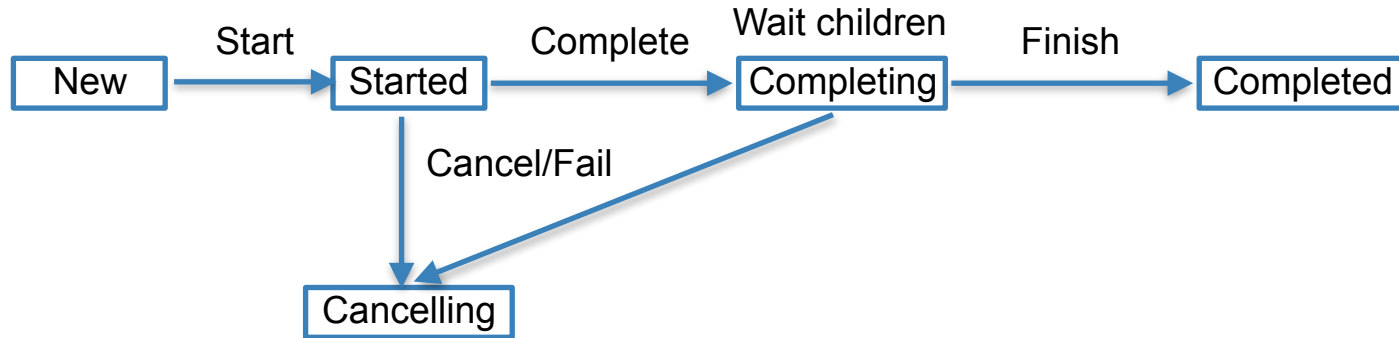 Wait children
Start
Complete
Finish
New
Started
Completing
Completed
Cancel/Fail
Cancelling